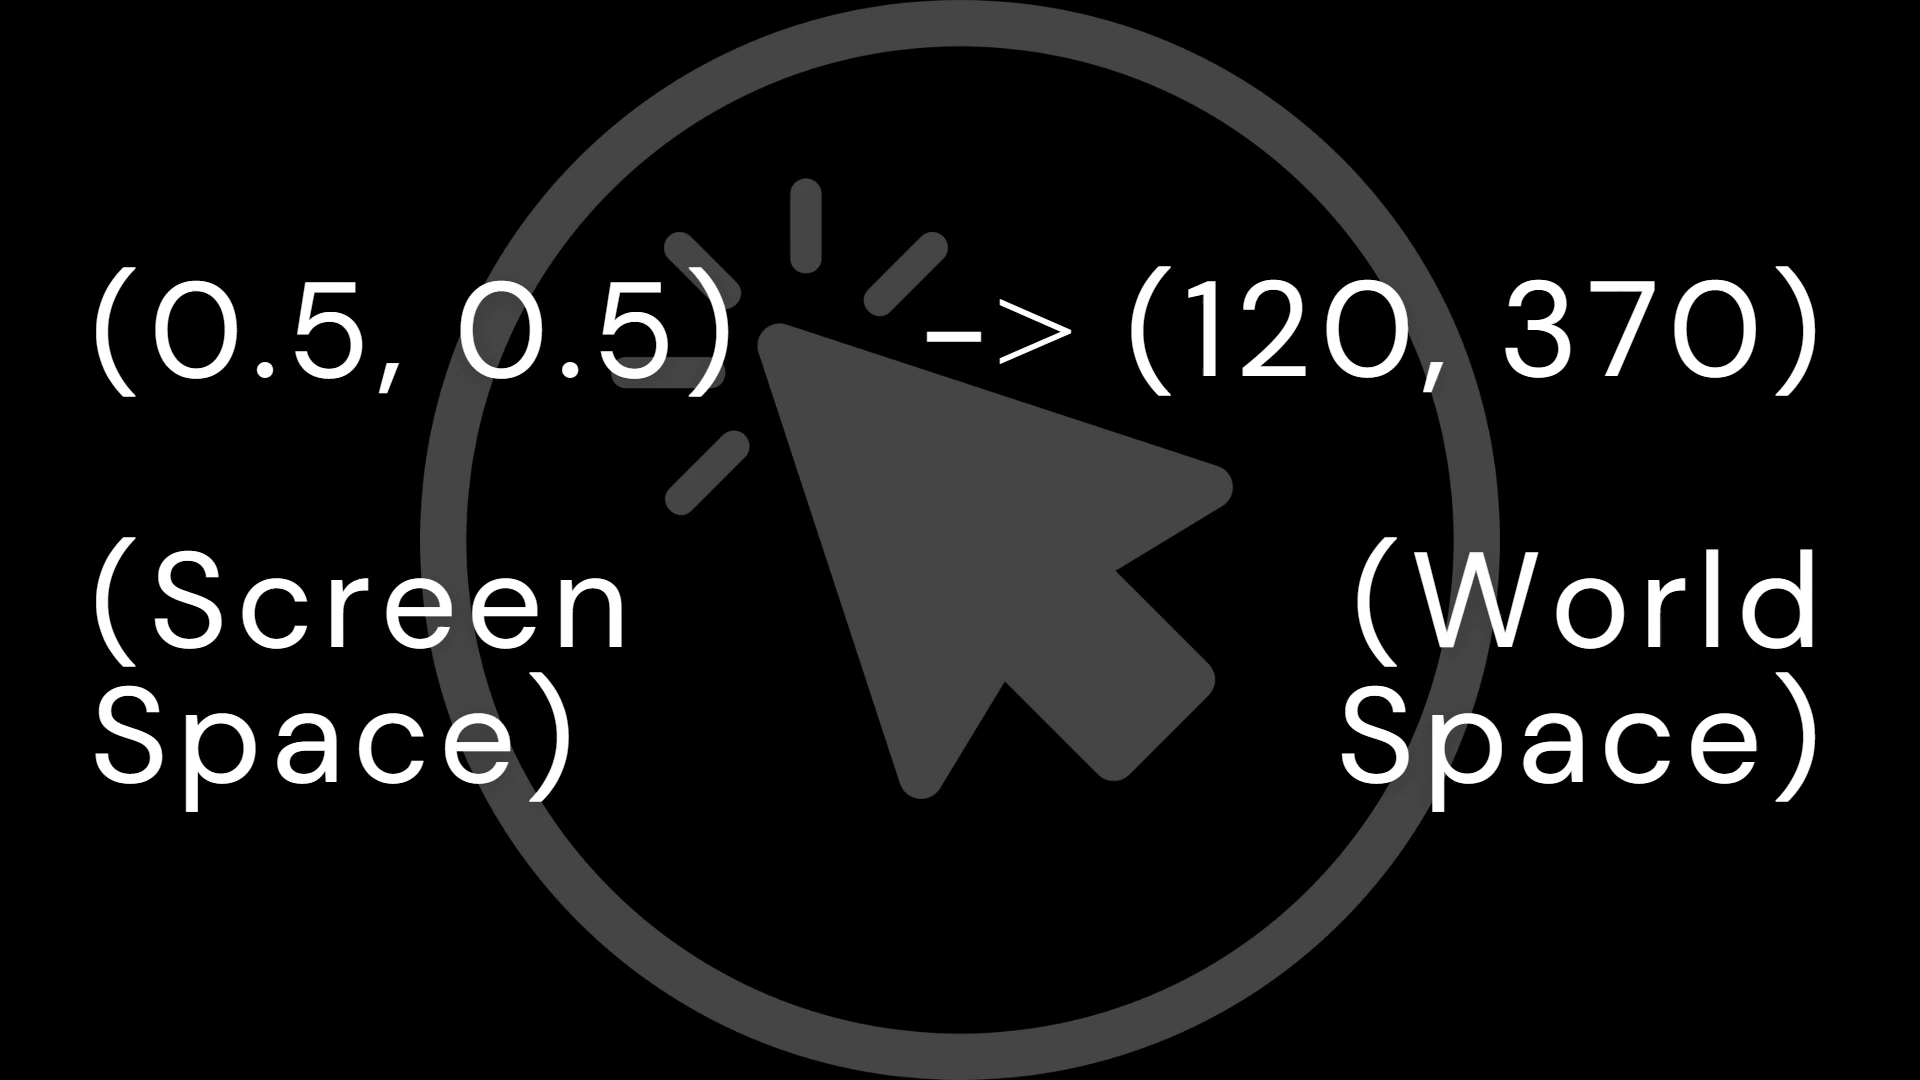 (0.5, 0.5) -> (120, 370)
(Screen
Space)
(World
Space)